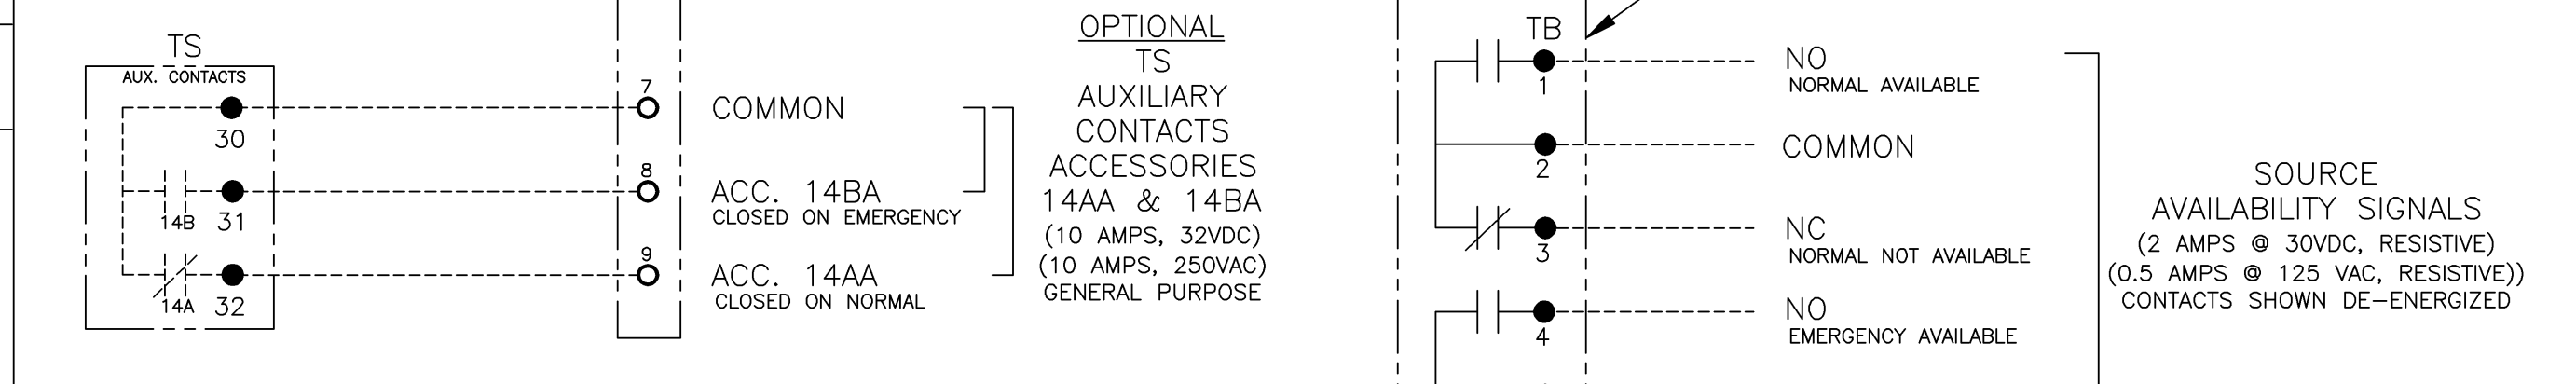 TS
AUX. CONTACTS
30
14B 31
14A 32
7
COMMON
8
ACC. 14BA
CLOSED ON EMERGENCY
9
ACC. 14AA
CLOSED ON NORMAL
OPTIONAL
TS
AUXILIARY
CONTACTS
ACCESSORIES
14AA & 14BA
(10 AMPS, 32VDC)
(10 AMPS, 250VAC)
GENERAL PURPOSE
TB
1
NO
NORMAL AVAILABLE
2
COMMON
3
NC
NORMAL NOT AVAILABLE
4
NO
EMERGENCY AVAILABLE
SOURCE
AVAILABILITY SIGNALS
(2 AMPS @ 30VDC, RESISTIVE)
(0.5 AMPS @ 125 VAC, RESISTIVE))
CONTACTS SHOWN DE-ENERGIZED